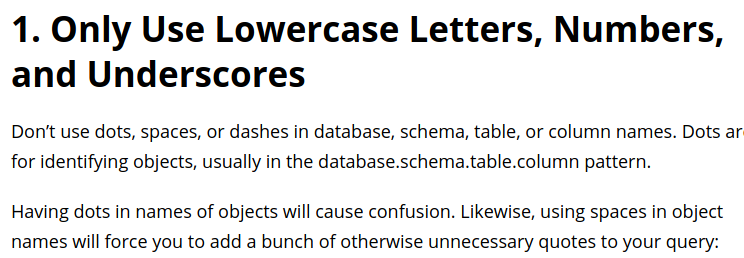 1. Only Use Lowercase Letters, Numbers,
and Underscores
Don’t use dots, spaces, or dashes in database, schema, table, or column names. Dots
for identifying objects, usually in the database.schema.table.column pattern.
Having dots in names of objects will cause confusion. Likewise, using spaces in object
names will force you to add a bunch of otherwise unnecessary quotes to your query: